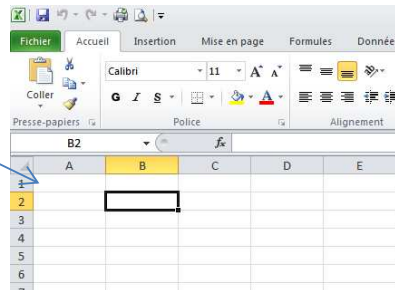 Fichier Accueil Insertion Mise en page Formules Donnée
Coller
Calibri 11 A A
G I S A
Presse-papiers Police Alignement
B2 fx
A B C D E
1
2
3
4
5
6